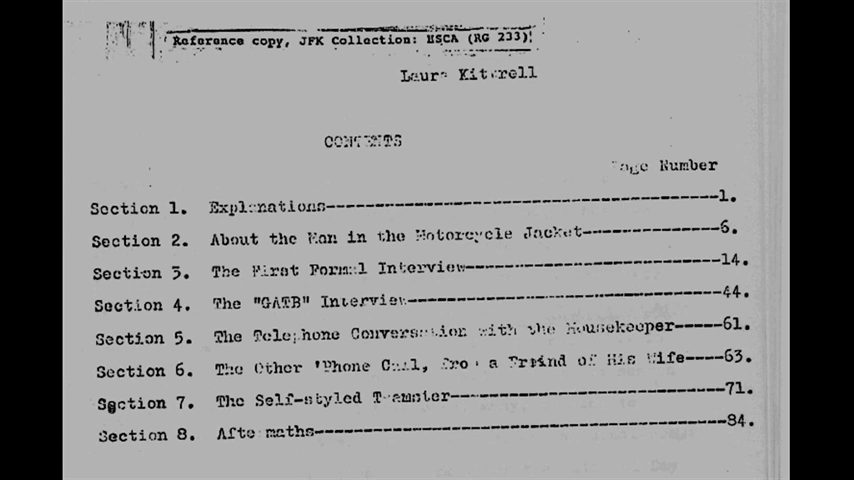 Reference copy, JFK Collection: HSCA (RG 233)
Laura Kittrell
CONTENTS
Page Number
Section 1. Explanations------------------------------------1.
Section 2. About the Man in the Motorcycle Jacket-------------6.
Section 3. The First Formal Interview-----------------------14.
Section 4. The "GATB" Interview----------------------------44.
Section 5. The Telephone Conversation with the Housekeeper-----61.
Section 6. The Other 'Phone Call, from a Freind of His Wife----63.
Section 7. The Self-styled Teamster-------------------------71.
Section 8. Aftermaths--------------------------------------84.